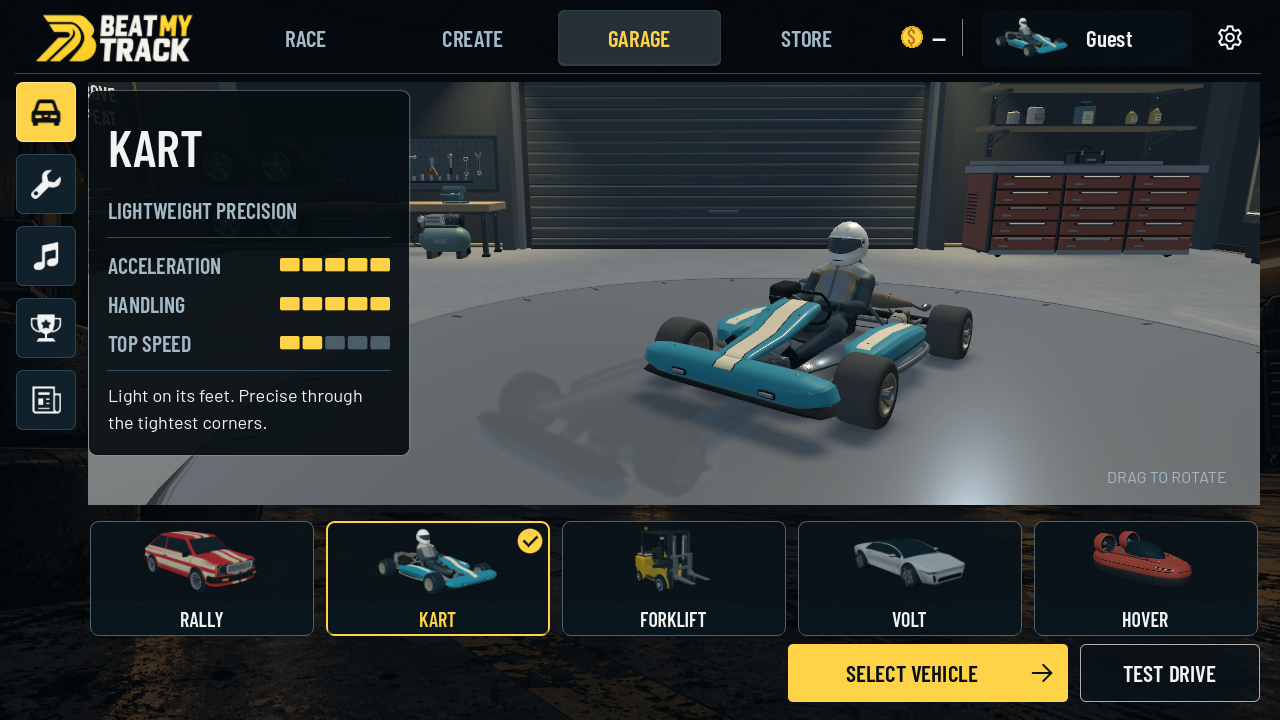 BEAT MY
TRACK
RACE
CREATE
GARAGE
STORE
–
Guest
KART
LIGHTWEIGHT PRECISION
ACCELERATION
HANDLING
TOP SPEED
Light on its feet. Precise through
the tightest corners.
DRAG TO ROTATE
RALLY
KART
FORKLIFT
VOLT
HOVER
SELECT VEHICLE
TEST DRIVE